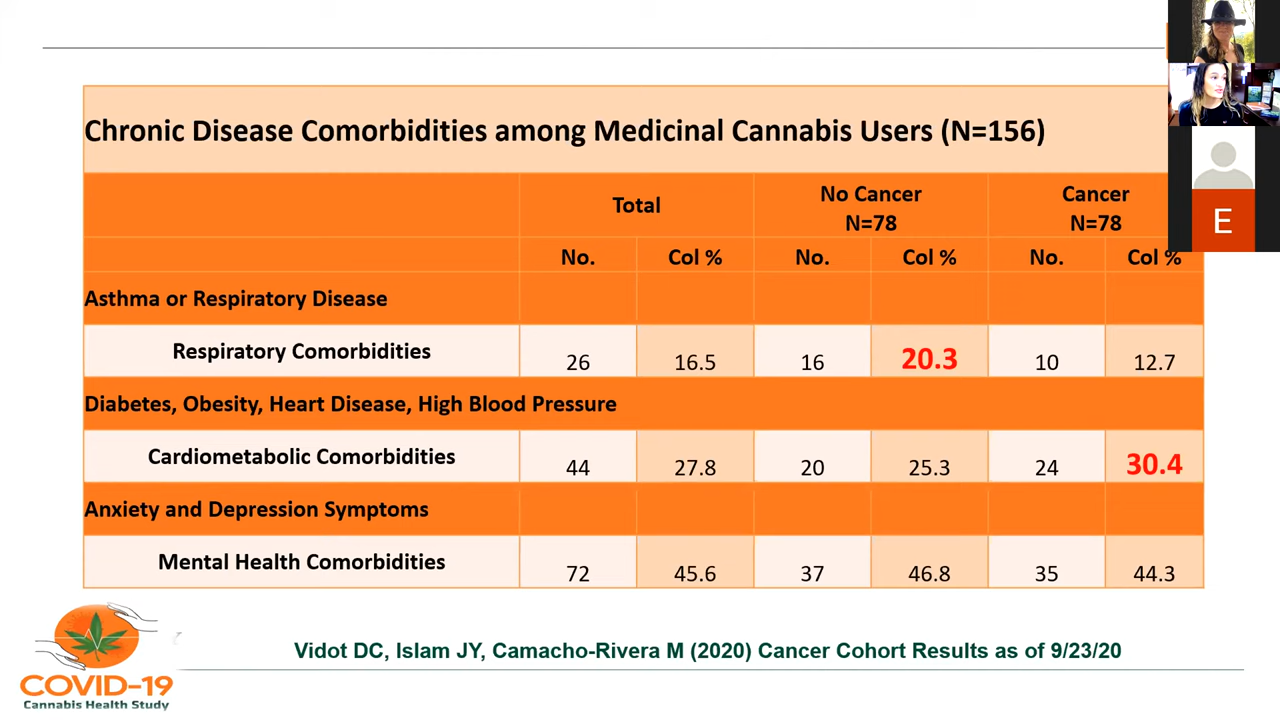 Chronic Disease Comorbidities among Medicinal Cannabis Users (N=156)
Total
No Cancer
N=78
Cancer
N=78
No. Col % No. Col % No. Col %
Asthma or Respiratory Disease
Respiratory Comorbidities 26 16.5 16 20.3 10 12.7
Diabetes, Obesity, Heart Disease, High Blood Pressure
Cardiometabolic Comorbidities 44 27.8 20 25.3 24 30.4
Anxiety and Depression Symptoms
Mental Health Comorbidities 72 45.6 37 46.8 35 44.3
Vidot DC, Islam JY, Camacho-Rivera M (2020) Cancer Cohort Results as of 9/23/20
COVID-19
Cannabis Health Study
E